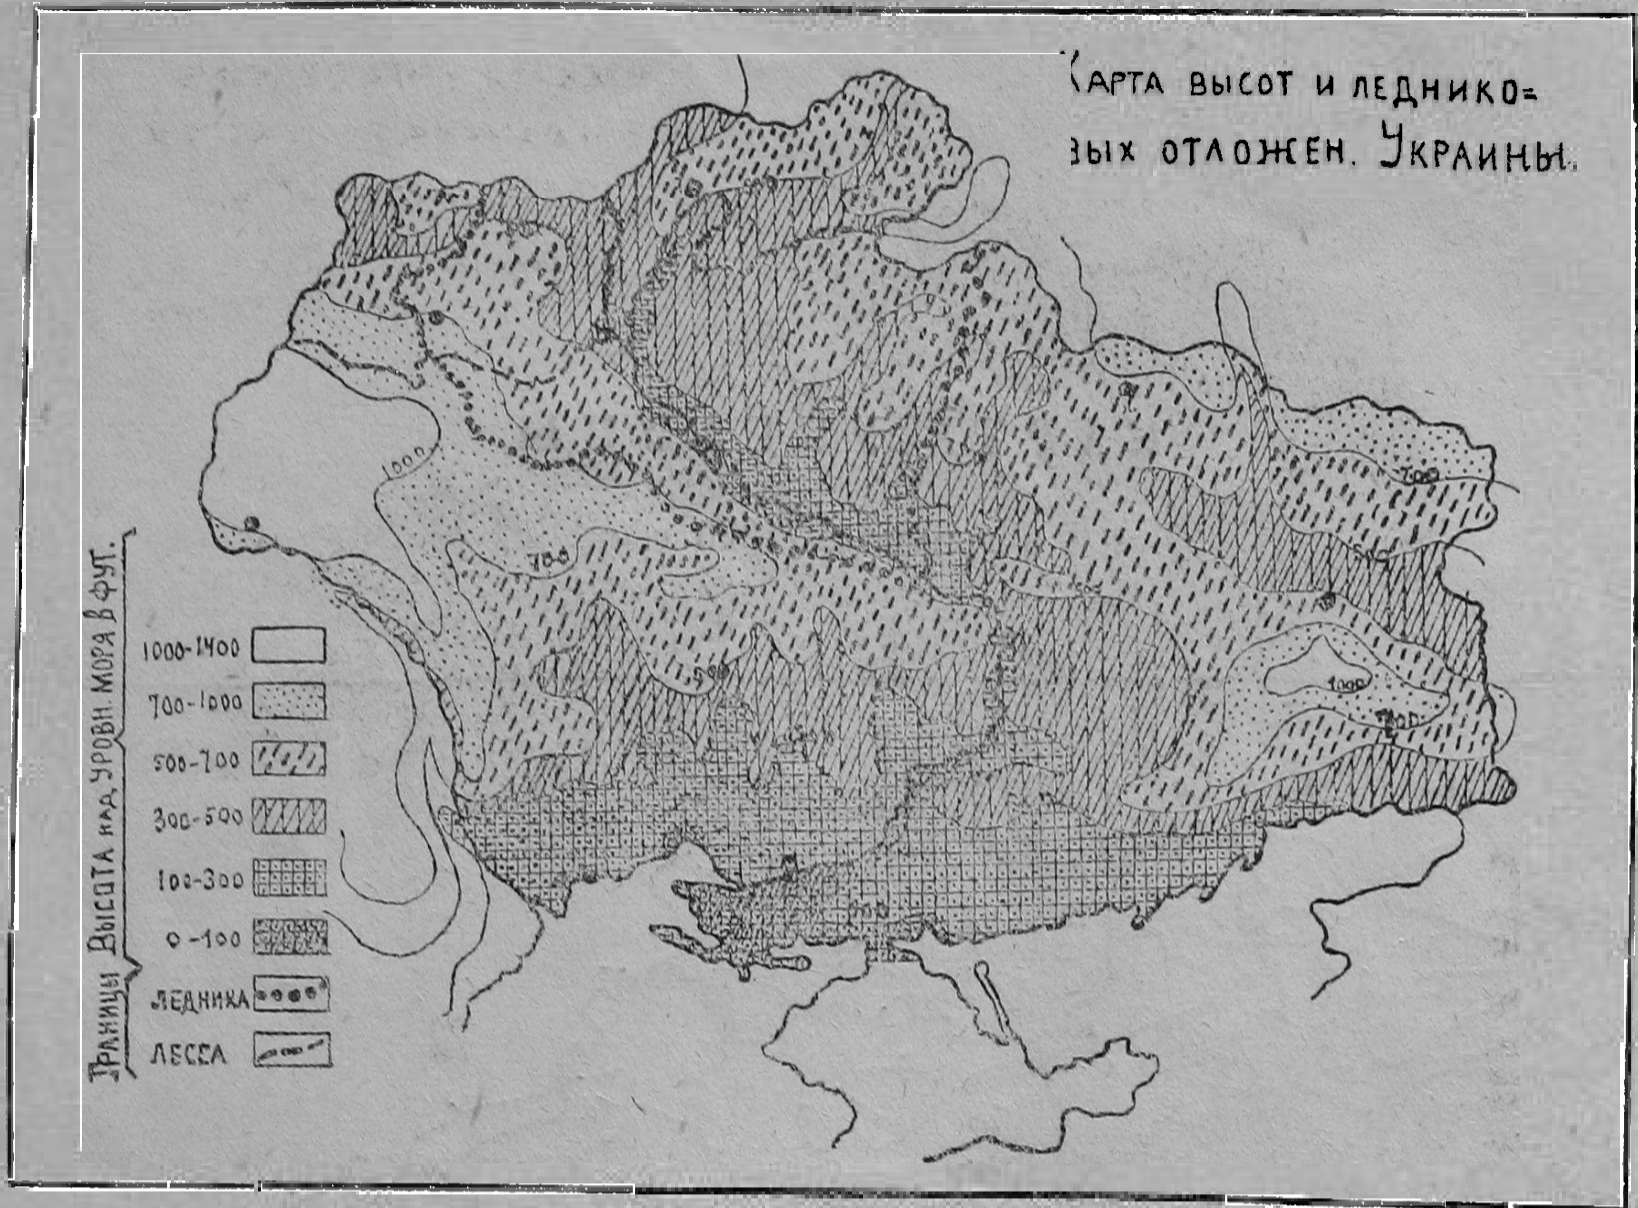 Карта высот и леднико=
вых отложен. Украины.
Границы Высота над уровн. моря в фут.
1000-1400
700-1000
500-700
300-500
100-300
0-100
ледника
лесса
1000
700
500
700
1000
700